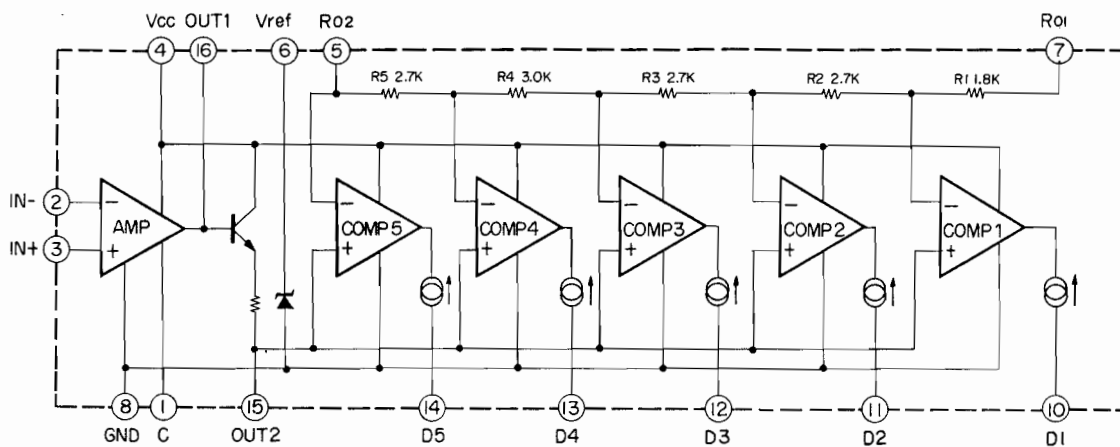 Vcc OUT1 Vref Ro2 Ro1
4 16 6 5 7
R5 2.7K R4 3.0K R3 2.7K R2 2.7K R1 1.8K
IN- 2 − − − − − −
AMP COMP5 COMP4 COMP3 COMP2 COMP1
IN+ 3 + + + + + +
8 1 15 14 13 12 11 10
GND C OUT2 D5 D4 D3 D2 D1